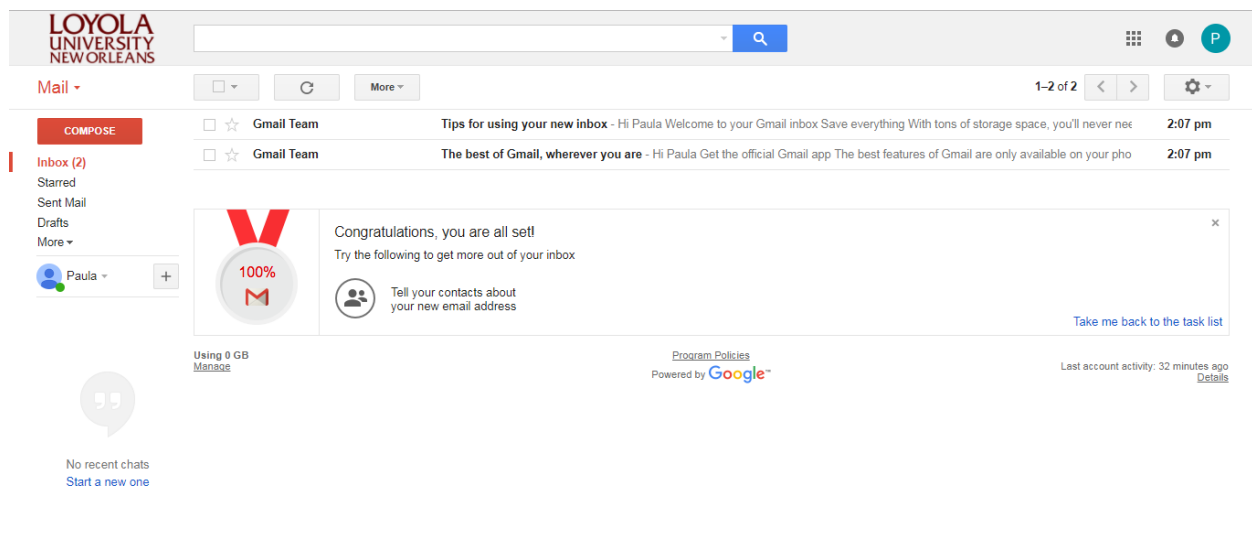 LOYOLA
UNIVERSITY
NEW ORLEANS
P
Mail
More
1–2 of 2
COMPOSE
Gmail Team Tips for using your new inbox - Hi Paula Welcome to your Gmail inbox Save everything With tons of storage space, you'll never nee 2:07 pm
Gmail Team The best of Gmail, wherever you are - Hi Paula Get the official Gmail app The best features of Gmail are only available on your pho 2:07 pm
Inbox (2)
Starred
Sent Mail
Drafts
More
Paula
+
Congratulations, you are all set!
Try the following to get more out of your inbox
100%
Tell your contacts about
your new email address
Take me back to the task list
Using 0 GB
Manage
Program Policies
Powered by Google™
Last account activity: 32 minutes ago
Details
No recent chats
Start a new one